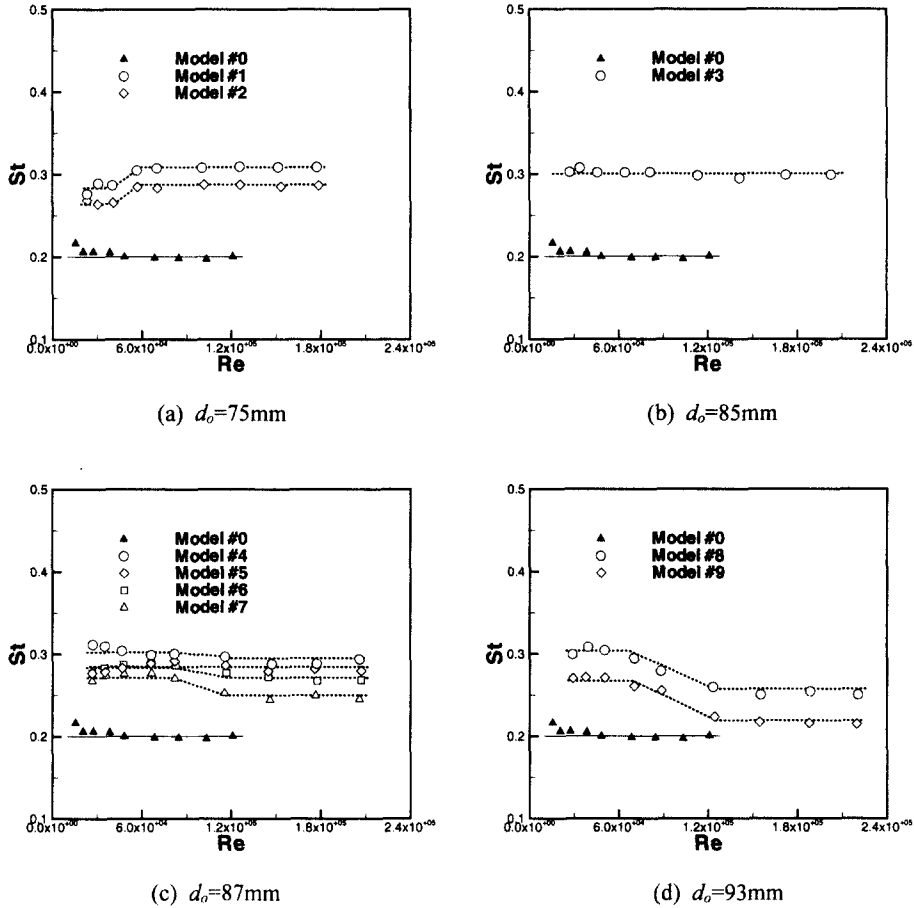 0.5
Model #0
Model #1
Model #2
0.4
St
0.3
0.2
0.1
0.0x10+00 6.0x10+04 1.2x10+05 1.8x10+05 2.4x10+05
Re
(a) do=75mm
0.5
Model #0
Model #3
0.4
St
0.3
0.2
0.1
0.0x10+00 6.0x10+04 1.2x10+05 1.8x10+05 2.4x10+05
Re
(b) do=85mm
0.5
Model #0
Model #4
Model #5
Model #6
Model #7
0.4
St
0.3
0.2
0.1
0.0x10+00 6.0x10+04 1.2x10+05 1.8x10+05 2.4x10+05
Re
(c) do=87mm
0.5
Model #0
Model #8
Model #9
0.4
St
0.3
0.2
0.1
0.0x10+00 6.0x10+04 1.2x10+05 1.8x10+05 2.4x10+05
Re
(d) do=93mm